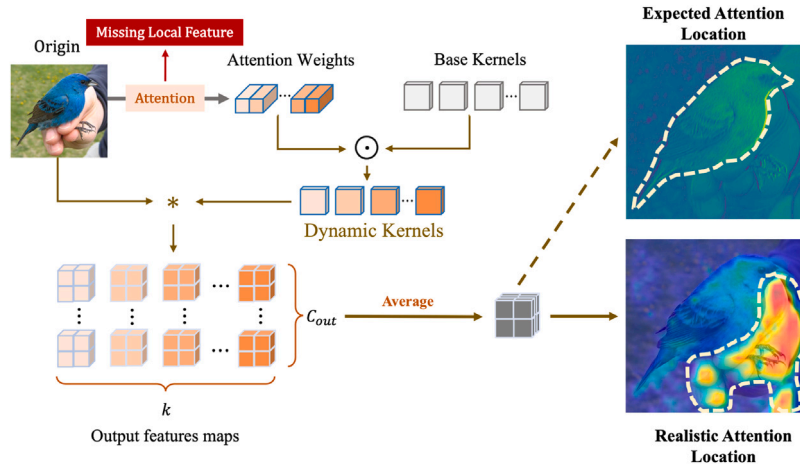 Missing Local Feature
Origin
Attention
Attention Weights
...
Base Kernels
...
Expected Attention
Location
*
...
Dynamic Kernels
...
...
C_out
Average
k
Output features maps
Realistic Attention
Location